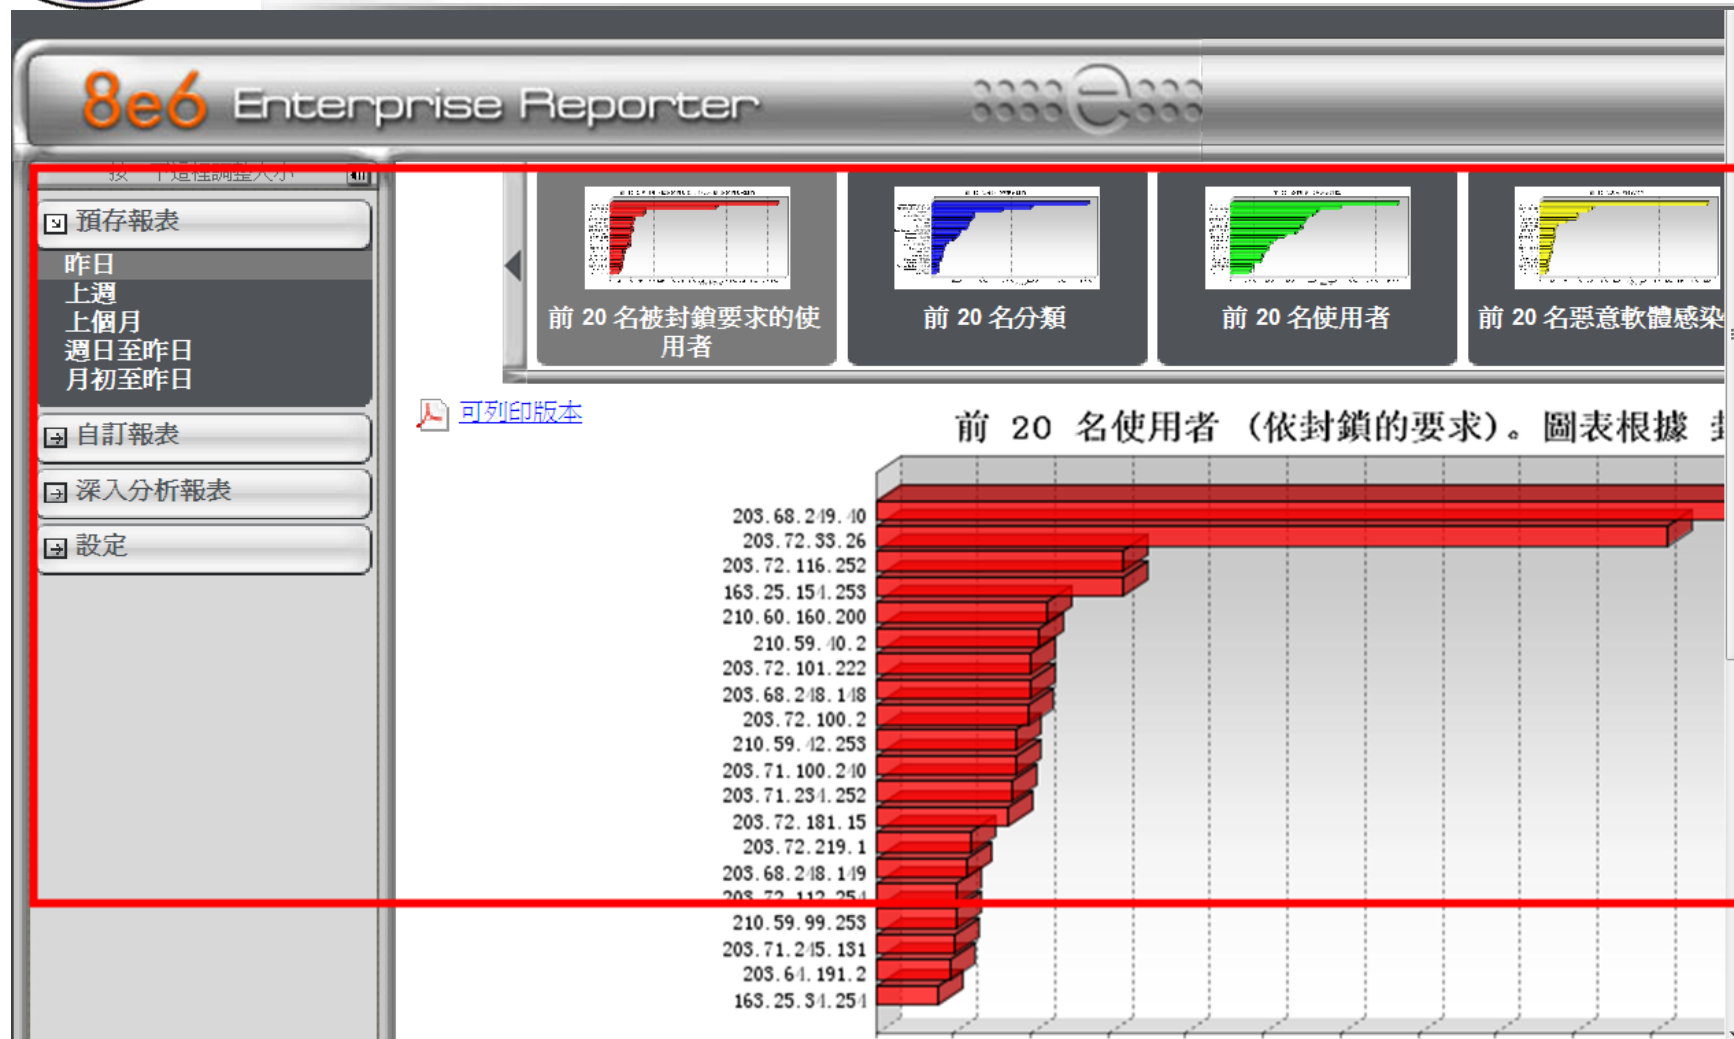 8e6 Enterprise Reporter
預存報表
昨日
上週
上個月
週日至昨日
月初至昨日
自訂報表
深入分析報表
設定
前 20 名被封鎖要求的使
用者
前 20 名分類
前 20 名使用者
前 20 名惡意軟體感染
可列印版本
前 20 名使用者 (依封鎖的要求)。圖表根據
203.68.249.40
203.72.33.26
203.72.116.252
163.25.154.253
210.60.160.200
210.59.40.2
203.72.101.222
203.68.248.148
203.72.100.2
210.59.42.253
203.71.100.240
203.71.234.252
203.72.181.15
203.72.219.1
203.68.248.149
203.72.112.254
210.59.99.253
203.71.245.131
203.64.191.2
163.25.34.254